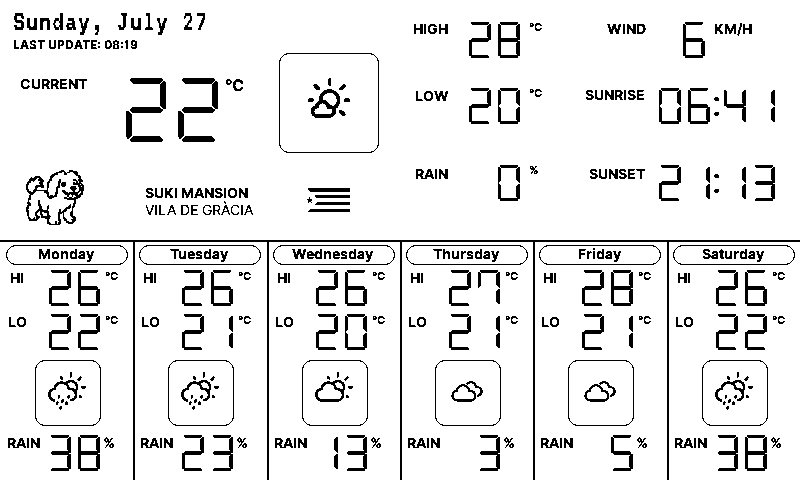 Sunday, July 27
LAST UPDATE: 08:19
CURRENT 22 °C
HIGH 28 °C
WIND 6 KM/H
LOW 20 °C
SUNRISE 06:41
RAIN 0 %
SUNSET 21:13
SUKI MANSION
VILA DE GRÀCIA
Monday
HI 26 °C
LO 22 °C
RAIN 38 %
Tuesday
HI 26 °C
LO 21 °C
RAIN 23 %
Wednesday
HI 26 °C
LO 20 °C
RAIN 13 %
Thursday
HI 27 °C
LO 21 °C
RAIN 3 %
Friday
HI 28 °C
LO 21 °C
RAIN 5 %
Saturday
HI 26 °C
LO 22 °C
RAIN 38 %